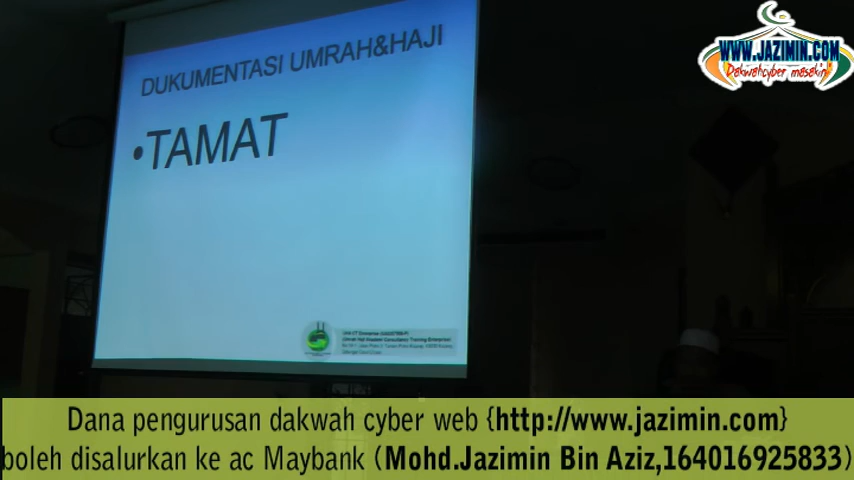 WWW.JAZIMIN.COM
Dakwahcyber masakini
DUKUMENTASI UMRAH&HAJI
•TAMAT
Dana pengurusan dakwah cyber web {http://www.jazimin.com}
boleh disalurkan ke ac Maybank (Mohd.Jazimin Bin Aziz,164016925833)